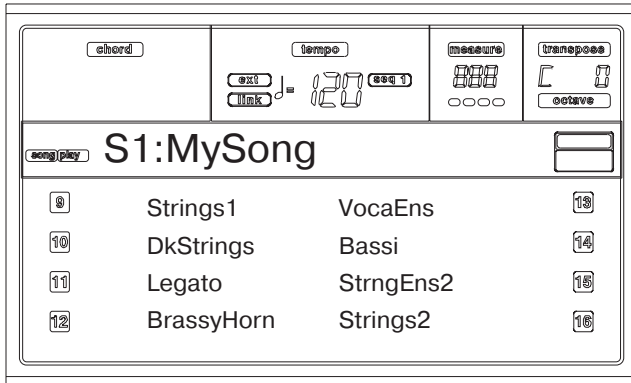 chord tempo measure transpose
ext ♩= 120 seq 1 888 C 0
link octave
song play S1:MySong
9 Strings1 VocaEns 13
10 DkStrings Bassi 14
11 Legato StrngEns2 15
12 BrassyHorn Strings2 16